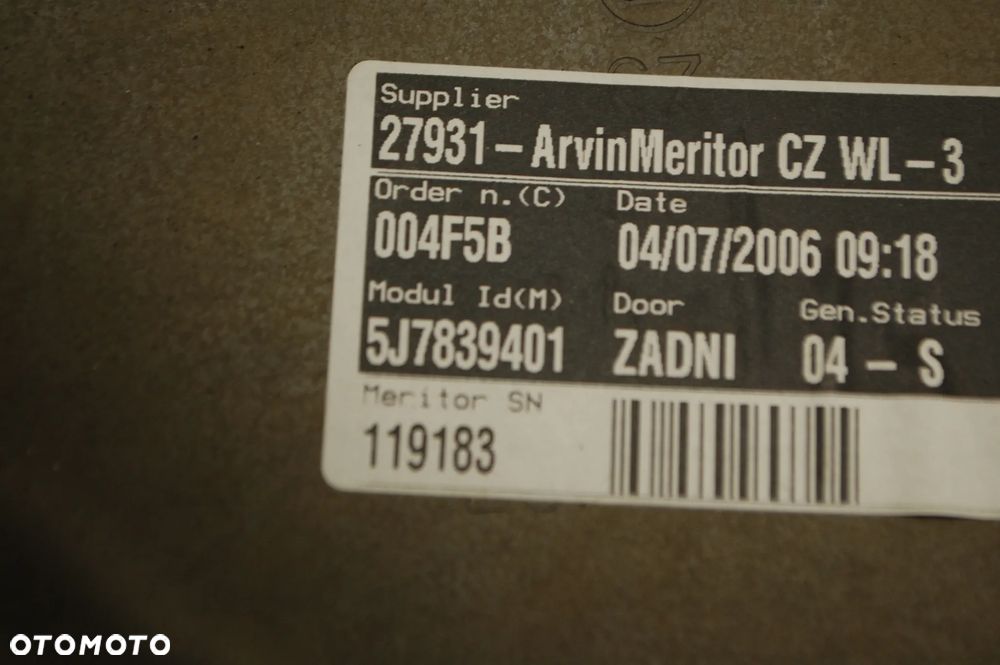 Supplier
27931-ArvinMeritor CZ WL-3
Order n.(C) Date
004F5B 04/07/2006 09:18
Modul Id(M) Door Gen.Status
5J7839401 ZADNI 04 - S
Meritor SN
119183
OTOMOTO